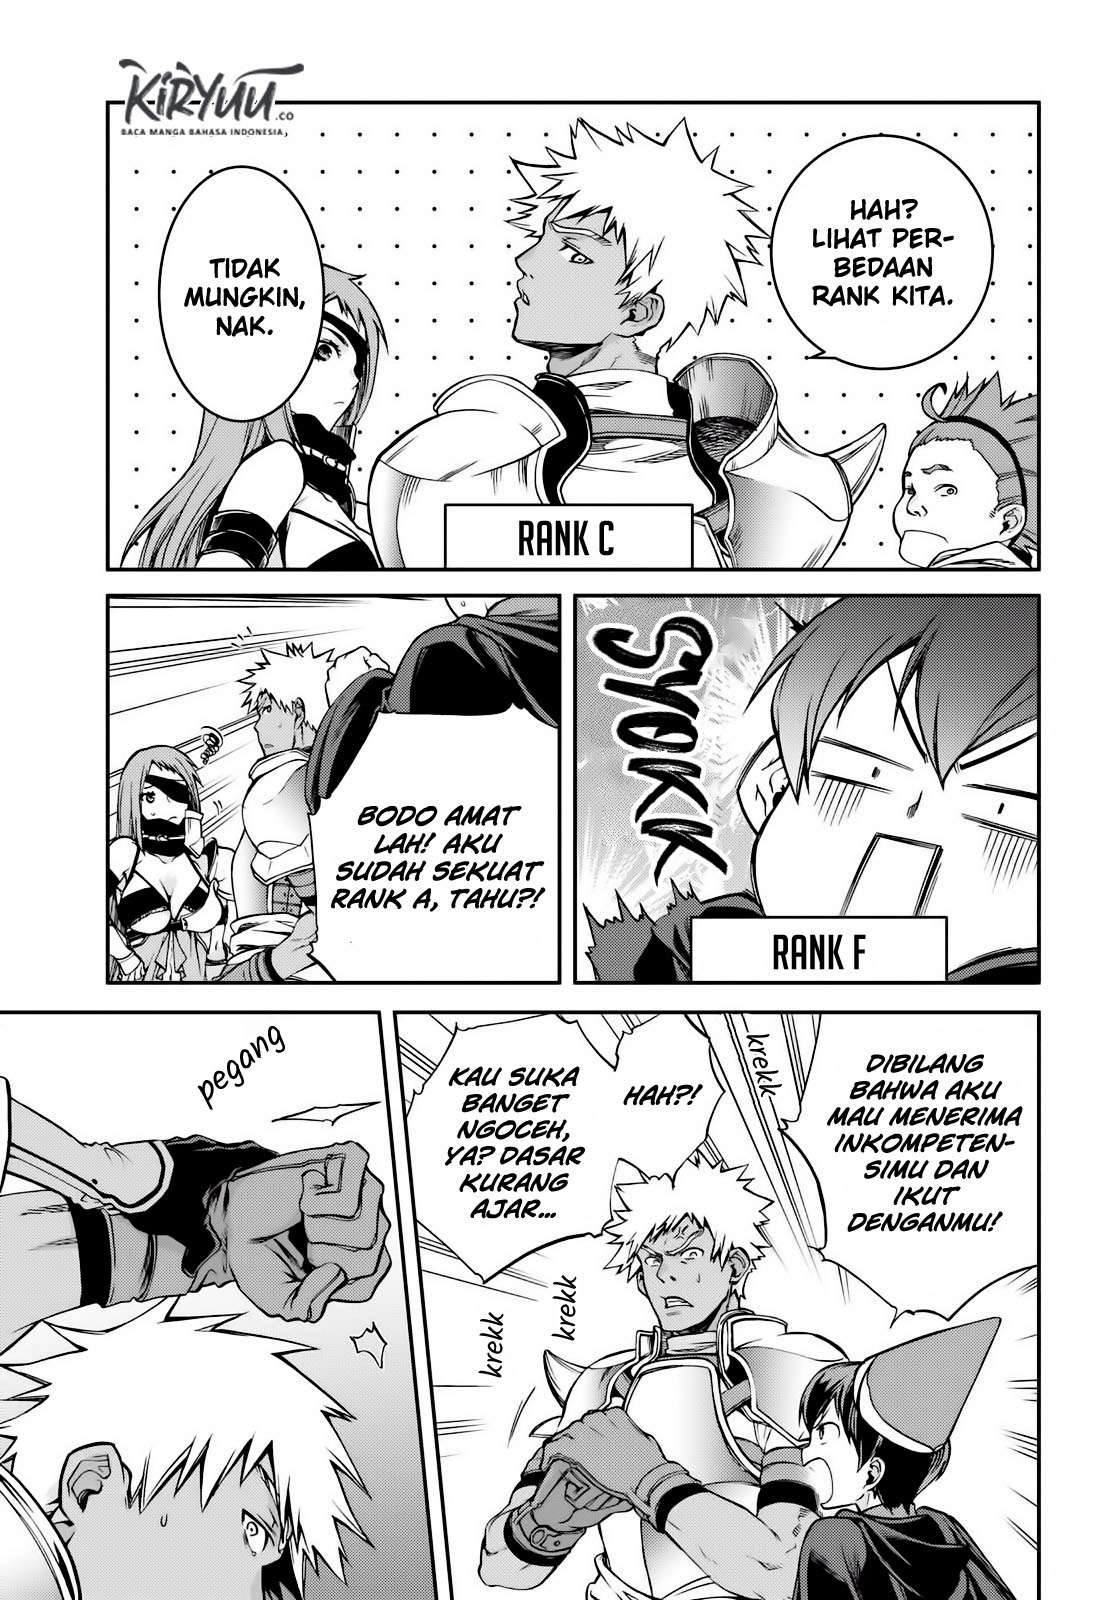 KIRYUU.CO
BACA MANGA BAHASA INDONESIA,
HAH?
LIHAT PER-
BEDAAN
RANK KITA.
TIDAK
MUNGKIN,
NAK.
RANK C
SYOKK
RANK F
BODO AMAT
LAH! AKU
SUDAH SEKUAT
RANK A, TAHU?!
DIBILANG
BAHWA AKU
MAU MENERIMA
INKOMPETEN-
SIMU DAN
IKUT
DENGANMU!
krekk
HAH?!
KAU SUKA
BANGET
NGOCEH,
YA? DASAR
KURANG
AJAR...
krekk
krekk
pegang